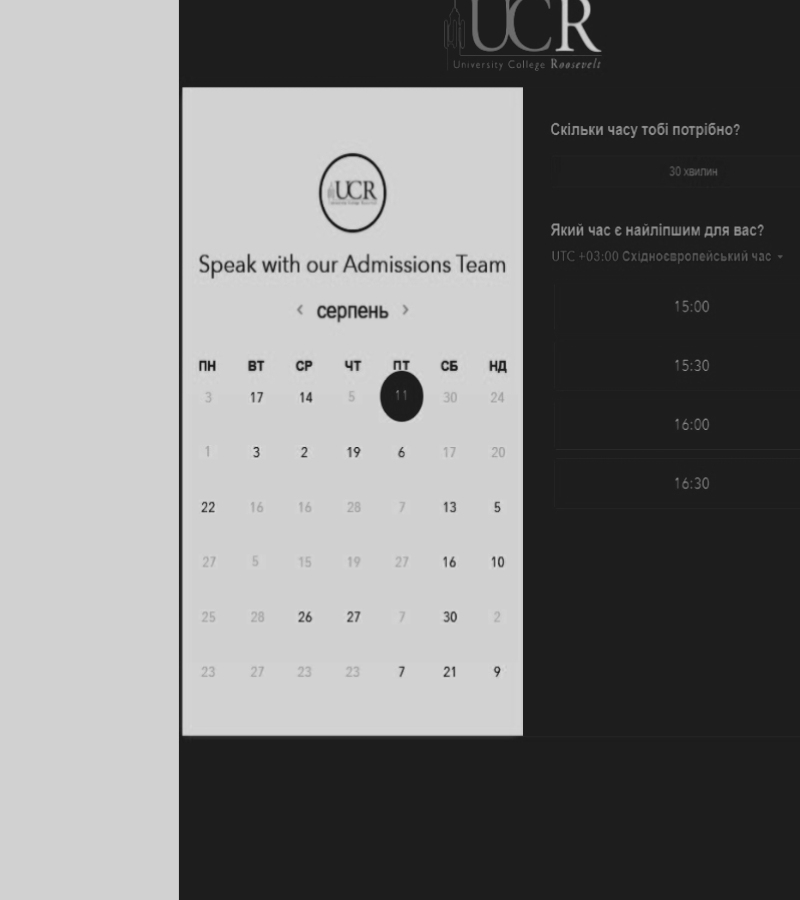 UCR
University College Roosevelt
UCR
Speak with our Admissions Team
‹ серпень ›
ПН ВТ СР ЧТ ПТ СБ НД
3 17 14 5 11 30 24
1 3 2 19 6 17 20
22 16 16 28 7 13 5
27 5 15 19 27 16 10
25 28 26 27 7 30 2
23 27 23 23 7 21 9
Скільки часу тобі потрібно?
30 хвилин
Який час є найліпшим для вас?
UTC +03:00 Східноєвропейський час
15:00
15:30
16:00
16:30